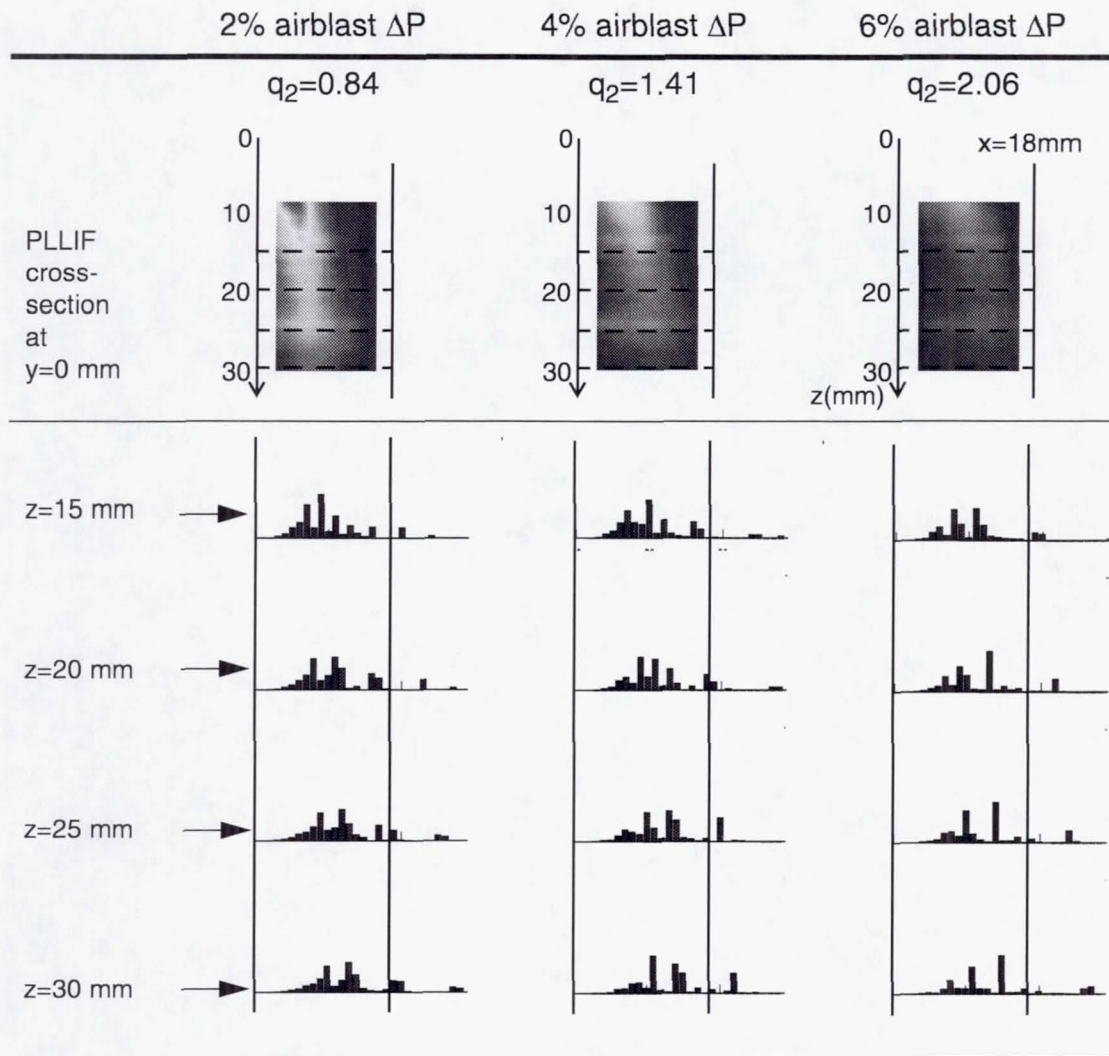 2% airblast ΔP 4% airblast ΔP 6% airblast ΔP
q₂=0.84 q₂=1.41 q₂=2.06
0 0 0 x=18mm
10 10 10
PLLIF
cross-
section
at
y=0 mm
20 20 20
30 30 30
z(mm)
z=15 mm
z=20 mm
z=25 mm
z=30 mm